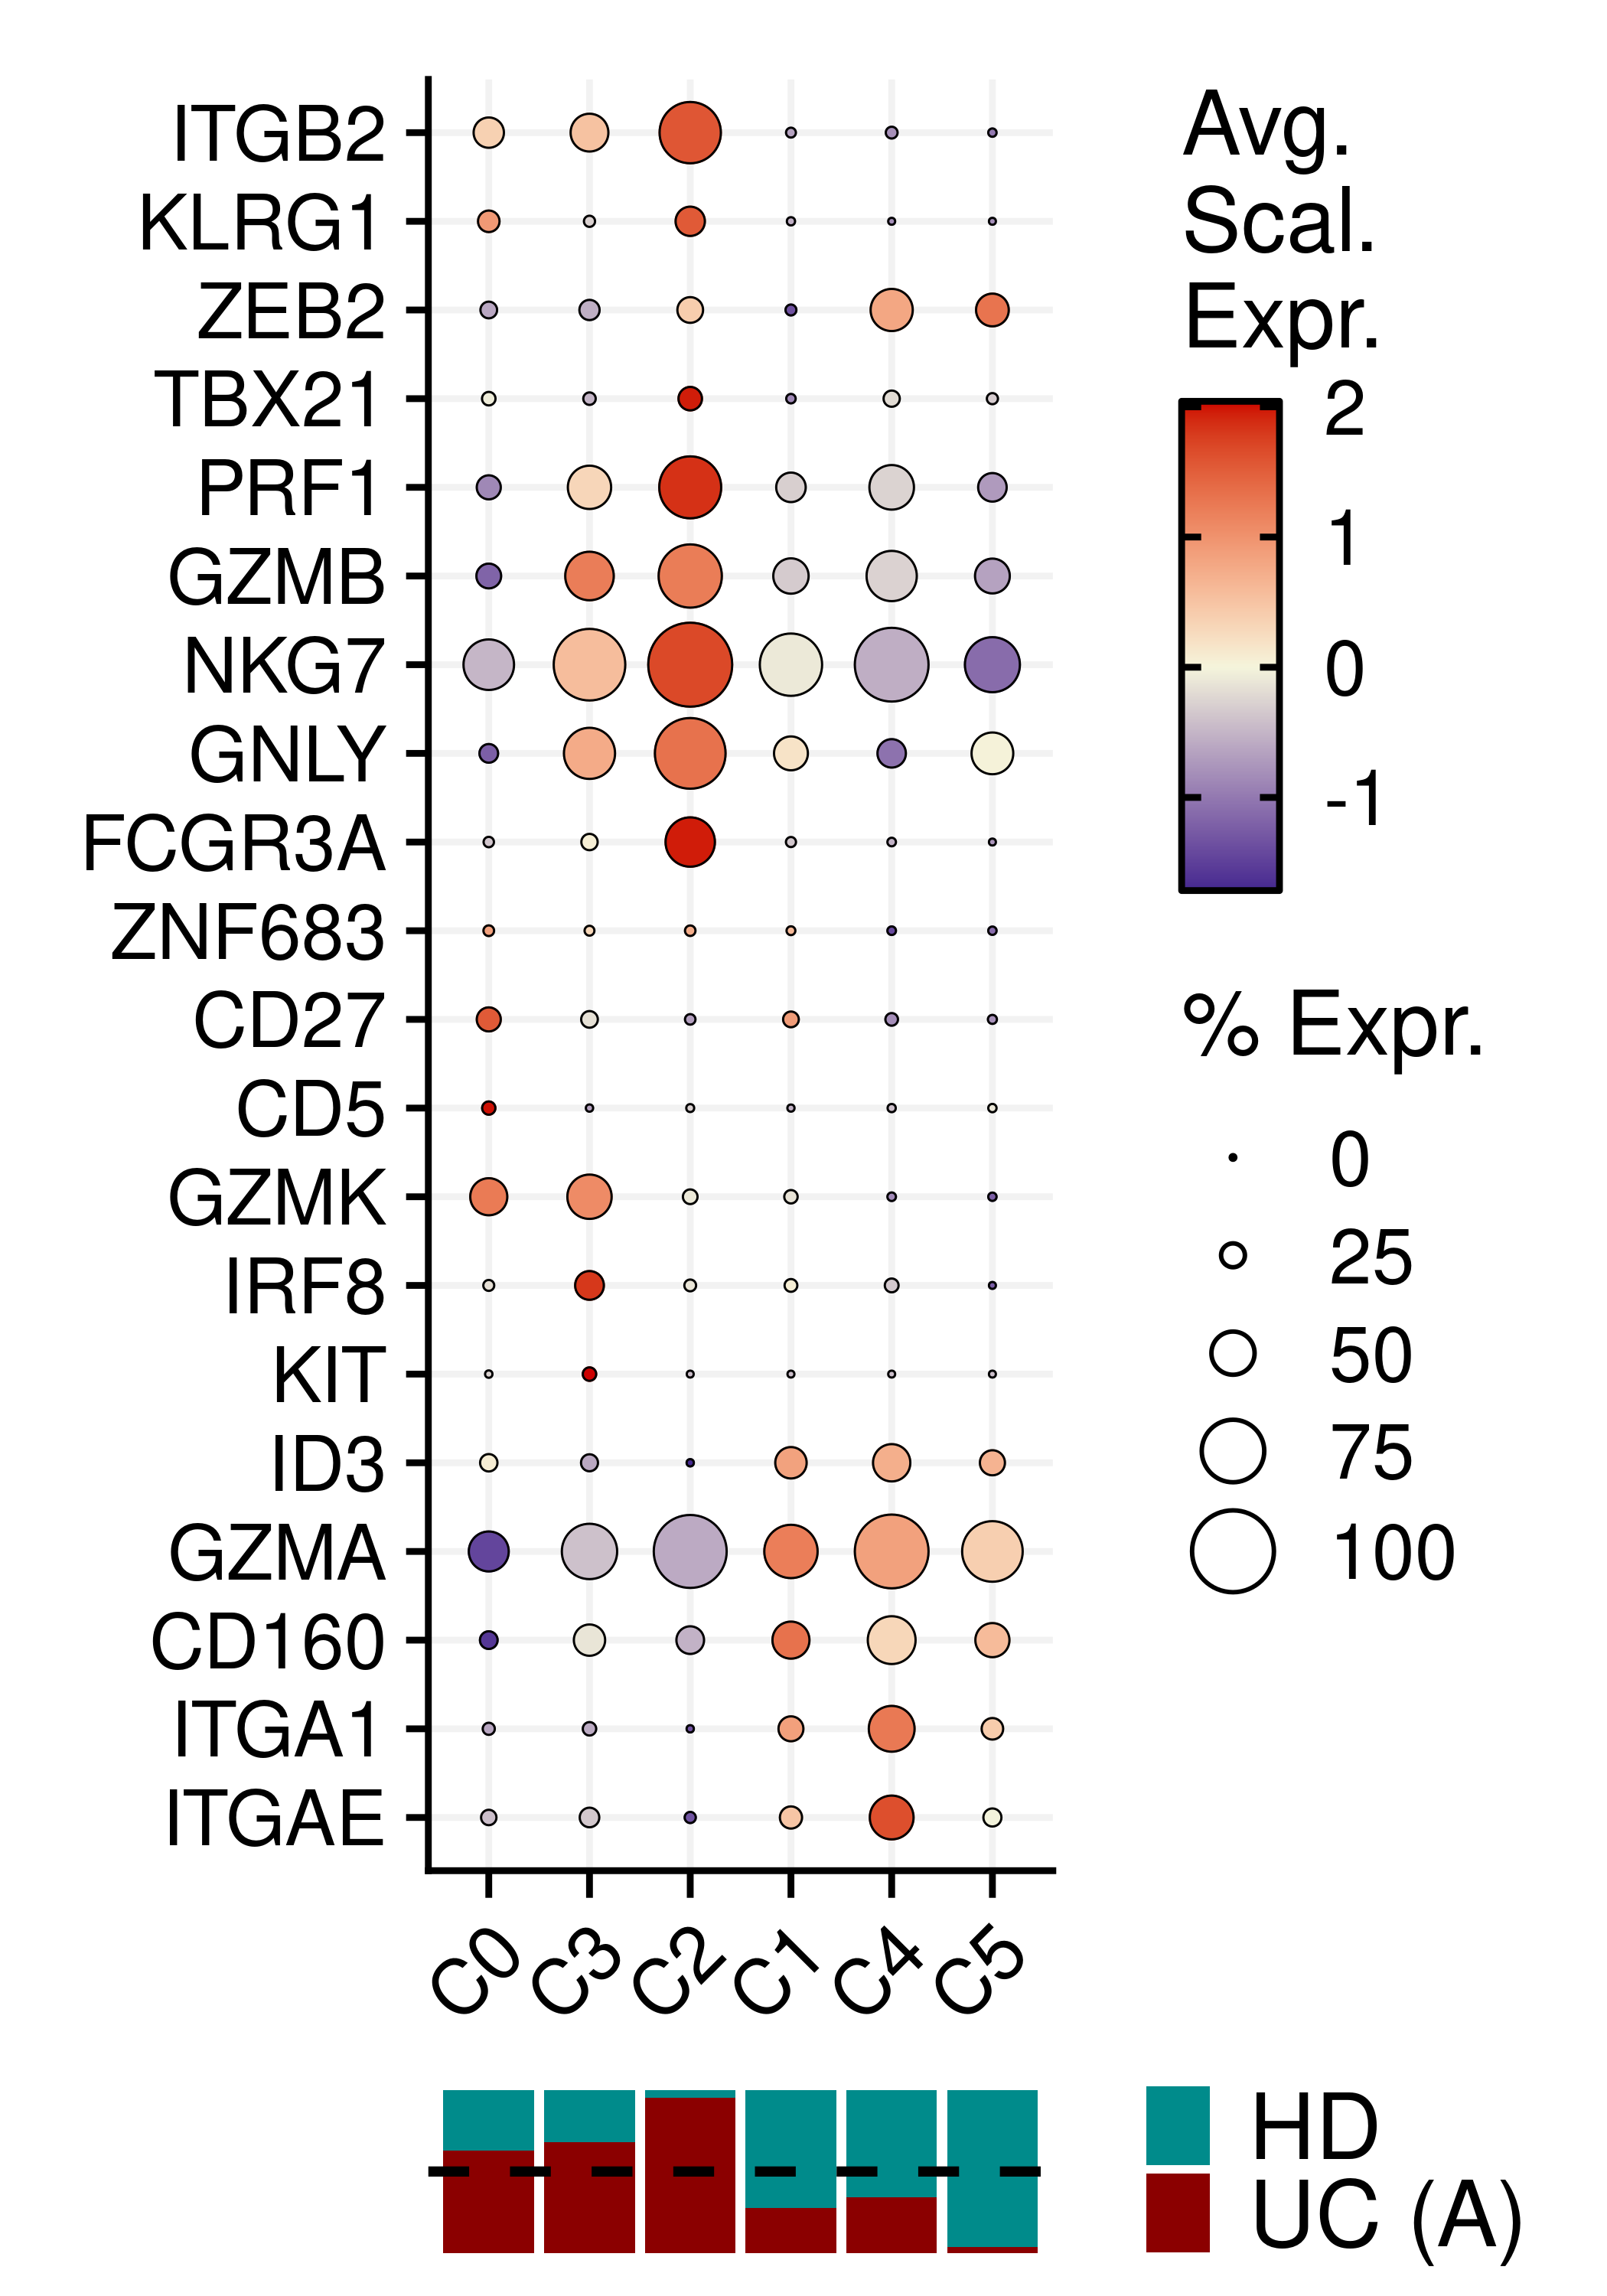 ITGB2
KLRG1
ZEB2
TBX21
PRF1
GZMB
NKG7
GNLY
FCGR3A
ZNF683
CD27
CD5
GZMK
IRF8
KIT
ID3
GZMA
CD160
ITGA1
ITGAE
C0 C3 C2 C1 C4 C5
Avg.
Scal.
Expr.
2
1
0
-1
% Expr.
0
25
50
75
100
HD
UC (A)